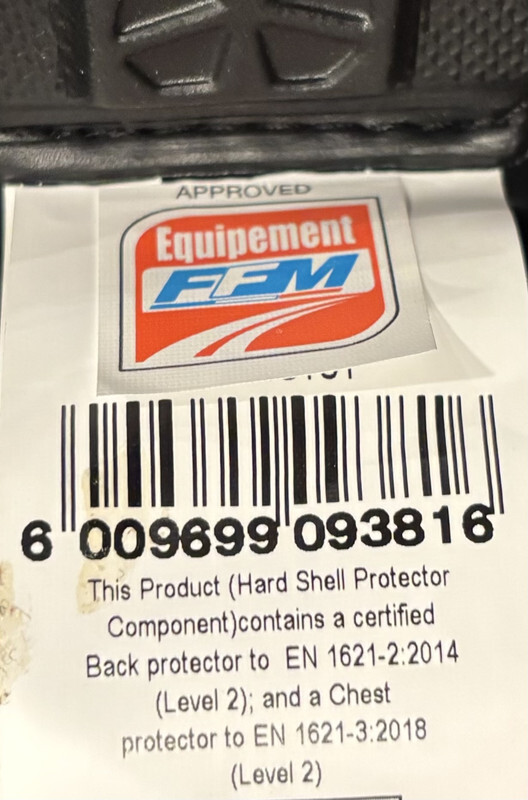 APPROVED
Equipement
FFM
6 009699 093816
This Product (Hard Shell Protector
Component)contains a certified
Back protector to EN 1621-2:2014
(Level 2); and a Chest
protector to EN 1621-3:2018
(Level 2)